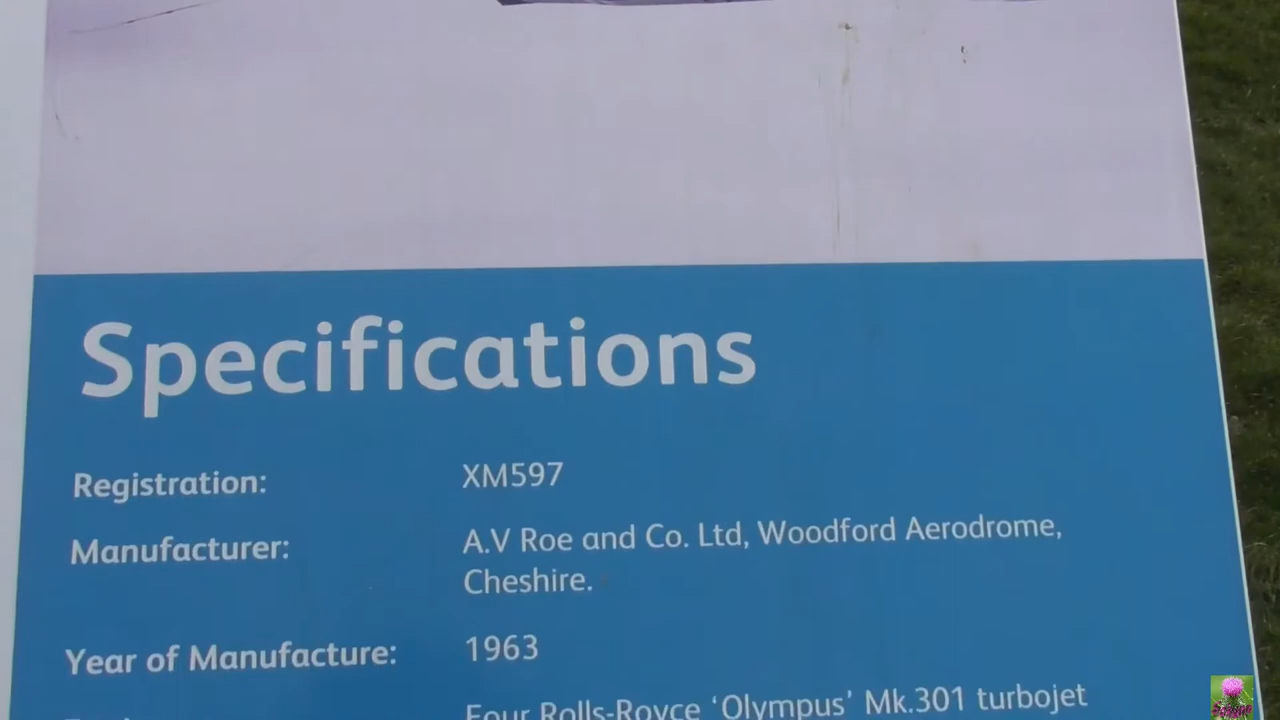 Specifications
Registration: XM597
Manufacturer: A.V Roe and Co. Ltd, Woodford Aerodrome,
Cheshire.
Year of Manufacture: 1963
Four Rolls-Royce ‘Olympus’ Mk.301 turbojet